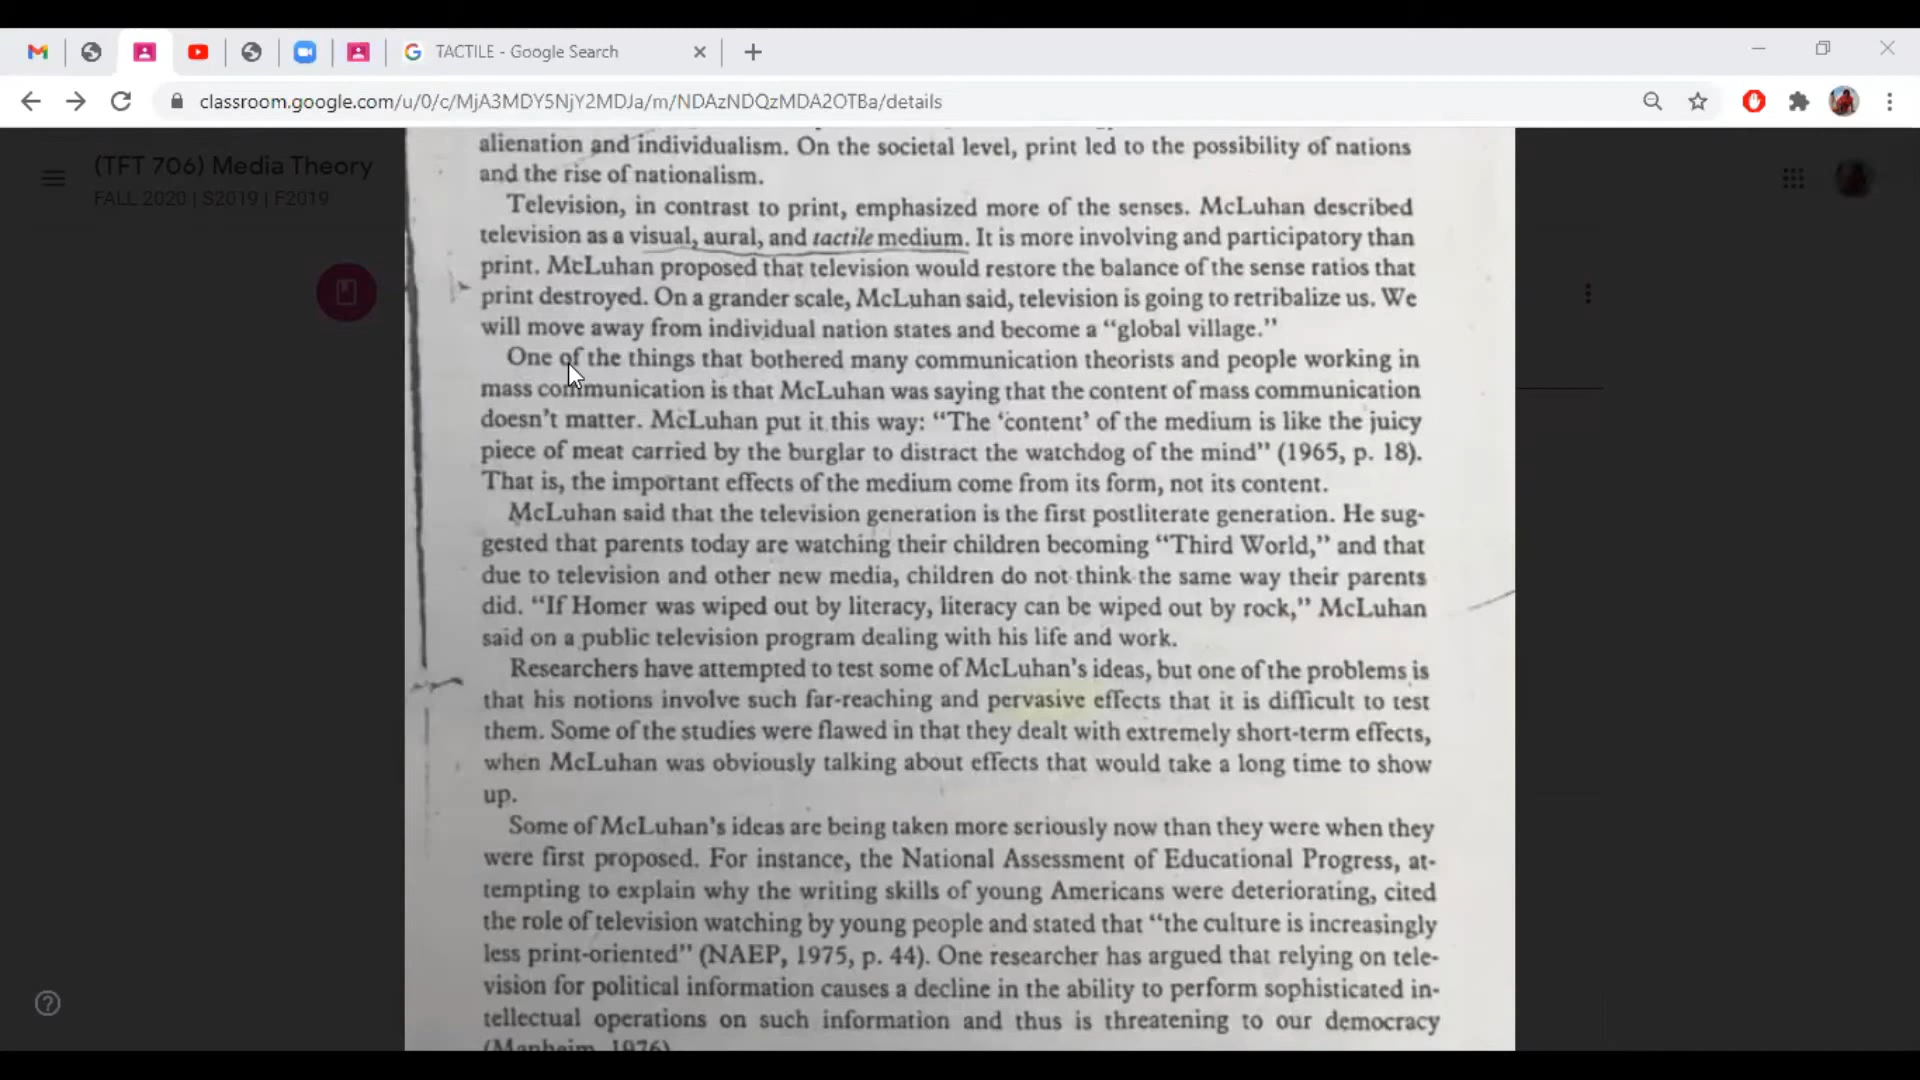 TACTILE - Google Search
classroom.google.com/u/0/c/MjA3MDY5NjY2MDJa/m/NDAzNDQzMDA2OTBa/details
(TFT 706) Media Theory
FALL 2020 | S2019 | F2019
alienation and individualism. On the societal level, print led to the possibility of nations
and the rise of nationalism.
Television, in contrast to print, emphasized more of the senses. McLuhan described
television as a visual, aural, and tactile medium. It is more involving and participatory than
print. McLuhan proposed that television would restore the balance of the sense ratios that
print destroyed. On a grander scale, McLuhan said, television is going to retribalize us. We
will move away from individual nation states and become a “global village.”
One of the things that bothered many communication theorists and people working in
mass communication is that McLuhan was saying that the content of mass communication
doesn’t matter. McLuhan put it this way: “The ‘content’ of the medium is like the juicy
piece of meat carried by the burglar to distract the watchdog of the mind” (1965, p. 18).
That is, the important effects of the medium come from its form, not its content.
McLuhan said that the television generation is the first postliterate generation. He sug-
gested that parents today are watching their children becoming “Third World,” and that
due to television and other new media, children do not think the same way their parents
did. “If Homer was wiped out by literacy, literacy can be wiped out by rock,” McLuhan
said on a public television program dealing with his life and work.
Researchers have attempted to test some of McLuhan’s ideas, but one of the problems is
that his notions involve such far-reaching and pervasive effects that it is difficult to test
them. Some of the studies were flawed in that they dealt with extremely short-term effects,
when McLuhan was obviously talking about effects that would take a long time to show
up.
Some of McLuhan’s ideas are being taken more seriously now than they were when they
were first proposed. For instance, the National Assessment of Educational Progress, at-
tempting to explain why the writing skills of young Americans were deteriorating, cited
the role of television watching by young people and stated that “the culture is increasingly
less print-oriented” (NAEP, 1975, p. 44). One researcher has argued that relying on tele-
vision for political information causes a decline in the ability to perform sophisticated in-
tellectual operations on such information and thus is threatening to our democracy
(Manheim, 1976)